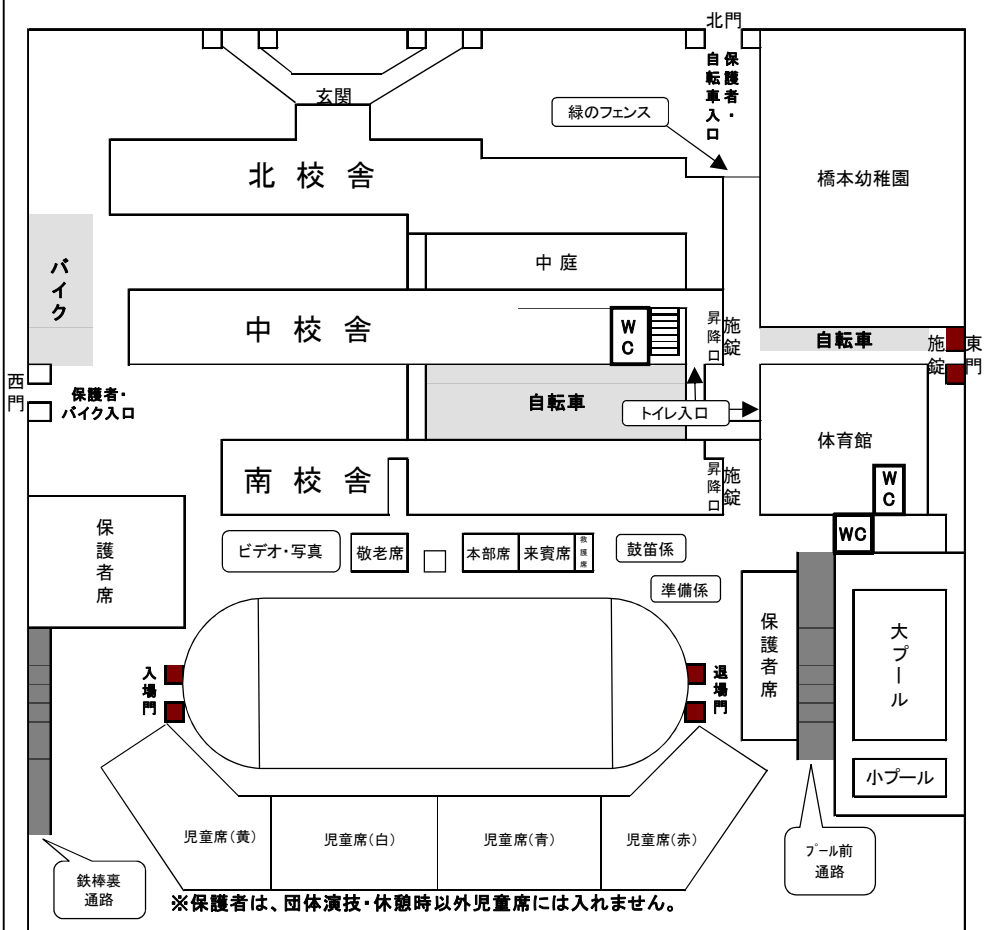 北門
保護者・
自転車入口
玄関
緑のフェンス
北 校 舎
橋本幼稚園
バイク
中 庭
中 校 舎
WC
昇降口
施錠
自転車
施錠
東門
西門
保護者・
バイク入口
自転車
トイレ入口
体育館
南 校 舎
昇降口
施錠
WC
WC
保護者席
ビデオ・写真
敬老席
本部席
来賓席
救護席
鼓笛係
準備係
保護者席
大プール
入場門
退場門
小プール
児童席(黄)
児童席(白)
児童席(青)
児童席(赤)
プール前
通路
鉄棒裏
通路
※保護者は、団体演技・休憩時以外児童席には入れません。